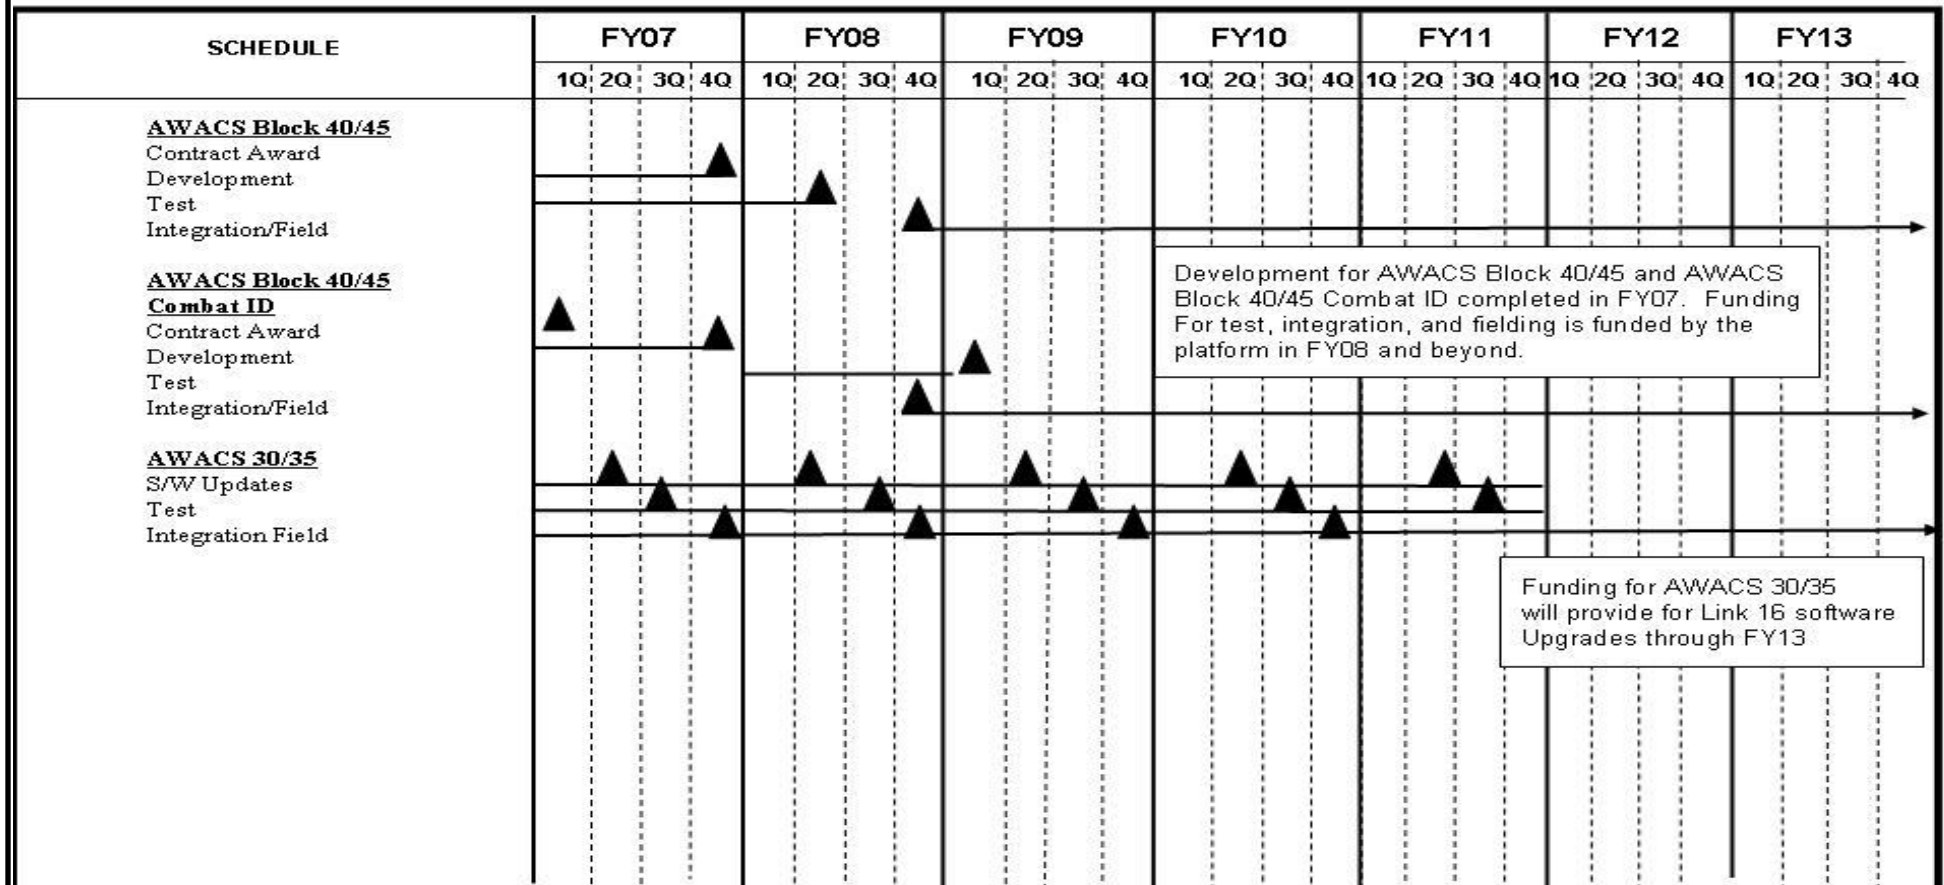 SCHEDULE FY07 FY08 FY09 FY10 FY11 FY12 FY13
1Q 2Q 3Q 4Q 1Q 2Q 3Q 4Q 1Q 2Q 3Q 4Q 1Q 2Q 3Q 4Q 1Q 2Q 3Q 4Q 1Q 2Q 3Q 4Q 1Q 2Q 3Q 4Q
AWACS Block 40/45
Contract Award
Development
Test
Integration/Field
AWACS Block 40/45
Combat ID
Contract Award
Development
Test
Integration/Field
Development for AWACS Block 40/45 and AWACS
Block 40/45 Combat ID completed in FY07. Funding
For test, integration, and fielding is funded by the
platform in FY08 and beyond.
AWACS 30/35
S/W Updates
Test
Integration Field
Funding for AWACS 30/35
will provide for Link 16 software
Upgrades through FY13